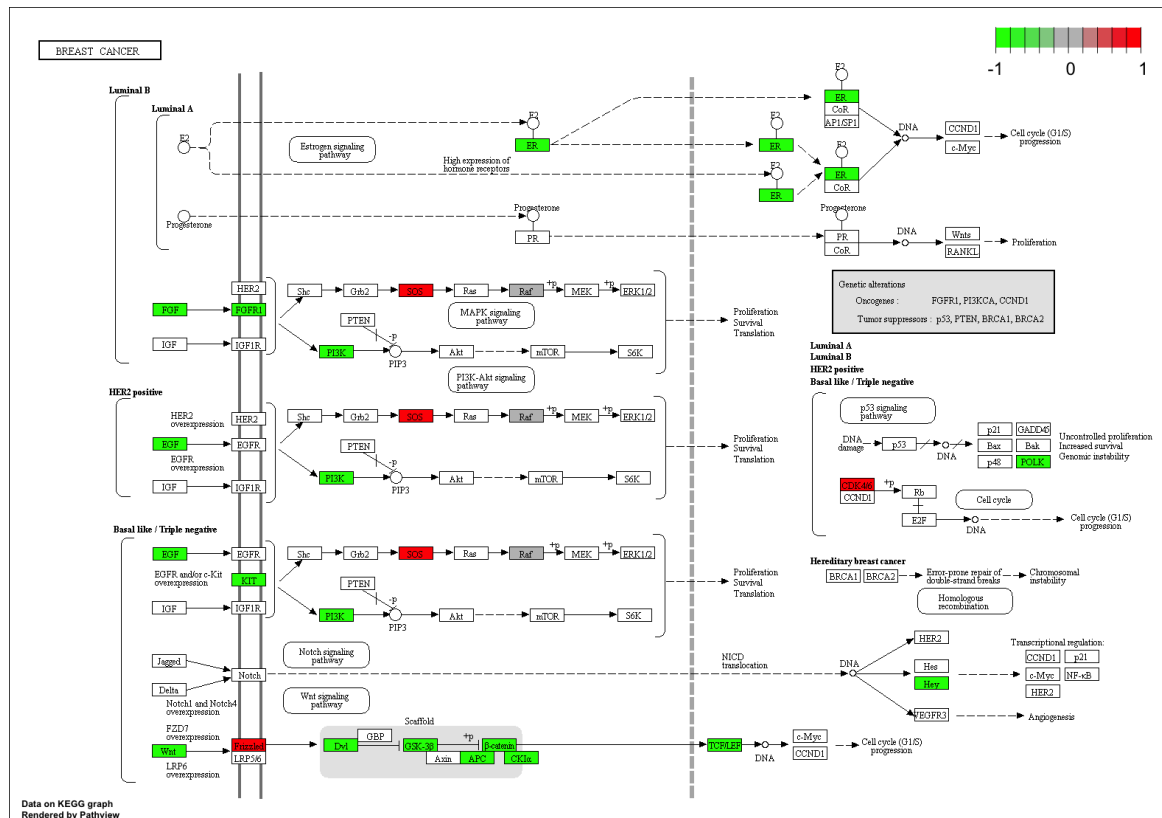 BREAST CANCER
-1 0 1
Luminal B
Luminal A
E2
Estrogen signaling
pathway
High expression of
hormone receptors
E2
ER
E2
ER
E2
ER
E2
ER
CoR
AP1/SP1
E2
ER
CoR
DNA
CCND1
c-Myc
Cell cycle (G1/S)
progression
Progesterone
Progesterone
PR
Progesterone
PR
CoR
DNA
Wnts
RANKL
Proliferation
HER2
FGF
FGFR1
IGF
IGF1R
Shc
Grb2
SOS
Ras
Raf
+p
MEK
+p
ERK1/2
MAPK signaling
pathway
PTEN
-p
PI3K
PIP3
Akt
mTOR
S6K
PI3K-Akt signaling
pathway
Proliferation
Survival
Translation
Genetic alterations
Oncogenes : FGFR1, PI3KCA, CCND1
Tumor suppressors : p53, PTEN, BRCA1, BRCA2
HER2 positive
HER2
overexpression
HER2
EGF
EGFR
EGFR
overexpression
IGF
IGF1R
Shc
Grb2
SOS
Ras
Raf
+p
MEK
+p
ERK1/2
PTEN
-p
PI3K
PIP3
Akt
mTOR
S6K
Proliferation
Survival
Translation
Luminal A
Luminal B
HER2 positive
Basal like / Triple negative
p53 signaling
pathway
DNA
damage
p53
DNA
p21
GADD45
Bax
Bak
p48
POLK
Uncontrolled proliferation
Increased survival
Genomic instability
CDK4/6
CCND1
+p
Rb
E2F
Cell cycle
DNA
Cell cycle (G1/S)
progression
Basal like / Triple negative
EGF
EGFR
EGFR and/or c-Kit
overexpression
KIT
IGF
IGF1R
Shc
Grb2
SOS
Ras
Raf
+p
MEK
+p
ERK1/2
PTEN
-p
PI3K
PIP3
Akt
mTOR
S6K
Proliferation
Survival
Translation
Hereditary breast cancer
BRCA1
BRCA2
Error-prone repair of
double-strand breaks
Chromosomal
instability
Homologous
recombination
Jagged
Delta
Notch1 and Notch4
overexpression
Notch
Notch signaling
pathway
NICD
translocation
DNA
HER2
Hes
Hey
VEGFR3
Transcriptional regulation:
CCND1
p21
c-Myc
NF-κB
HER2
Angiogenesis
Wnt signaling
pathway
FZD7
overexpression
Wnt
LRP6
overexpression
Frizzled
LRP5/6
Scaffold
Dvl
GBP
GSK-3β
+p
β-catenin
Axin
APC
CKIα
TCP/LEF
DNA
c-Myc
CCND1
Cell cycle (G1/S)
progression
Data on KEGG graph
Rendered by Pathview